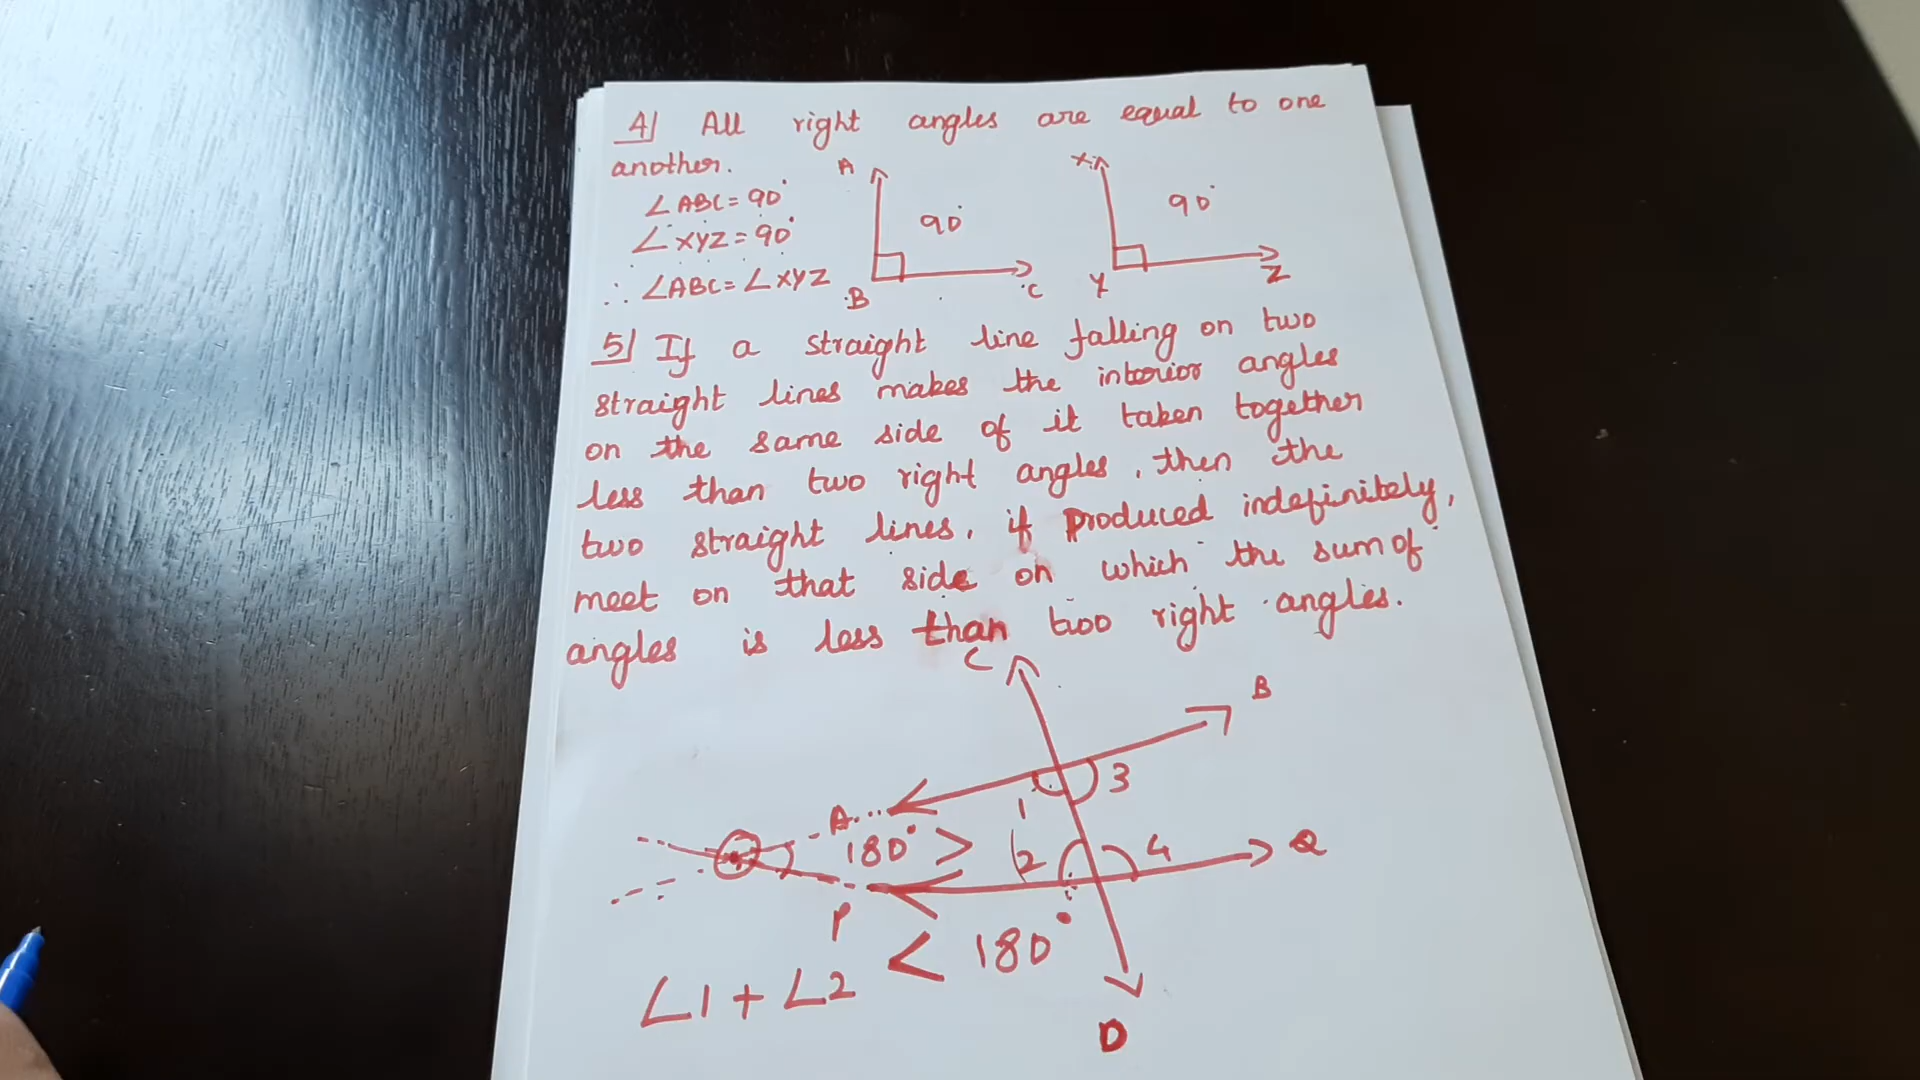 4) All right angles are equal to one
another.
∠ABC = 90°
∠XYZ = 90°
∴ ∠ABC = ∠XYZ
A
90°
B
C
X
90°
Y
Z
5) If a straight line falling on two
straight lines makes the interior angles
on the same side of it taken together
less than two right angles, then the
two straight lines, if produced indefinitely,
meet on that side on which the sum of
angles is less than two right angles.
C
B
A
1
3
180° >
2
4
Q
P
∠1 + ∠2 < 180°
D